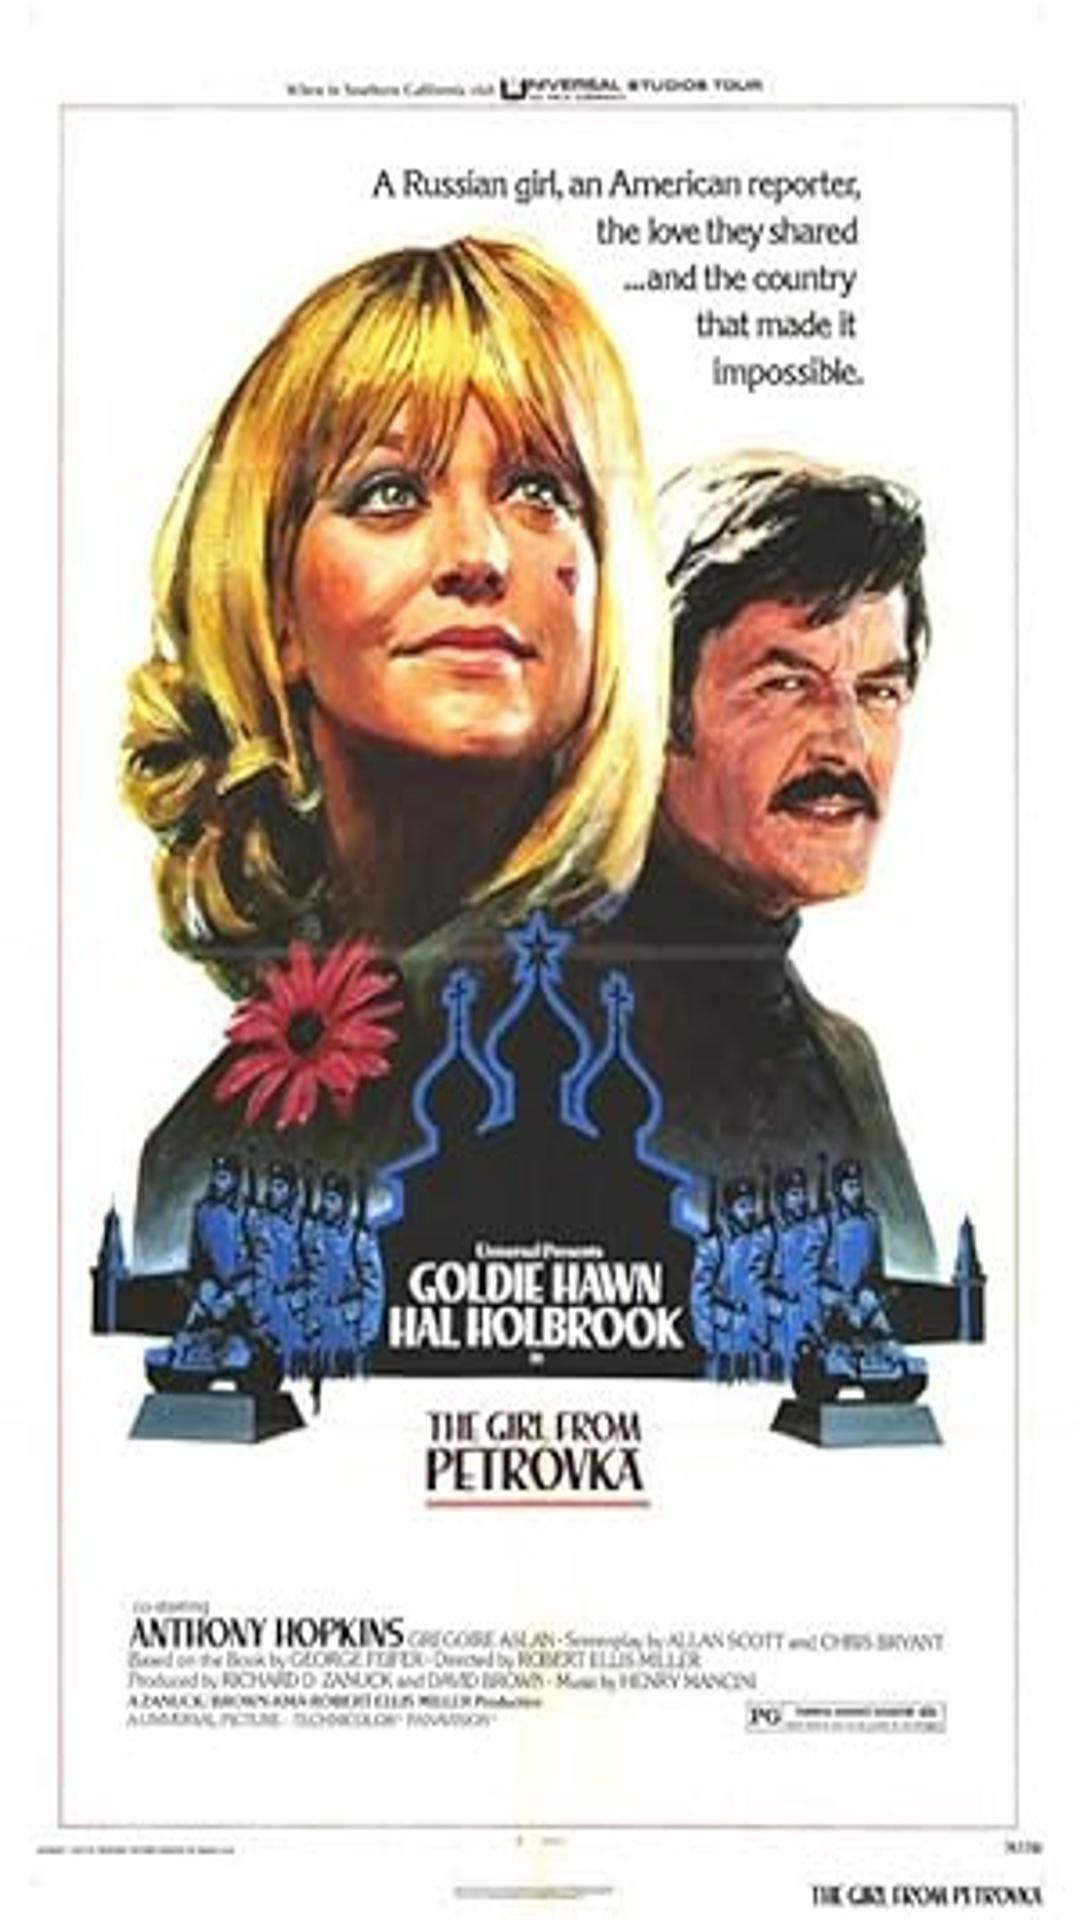 When in Southern California visit UNIVERSAL STUDIOS TOUR
A Russian girl, an American reporter,
the love they shared
...and the country
that made it
impossible.
Universal Presents
GOLDIE HAWN
HAL HOLBROOK
in
THE GIRL FROM
PETROVKA
co-starring
ANTHONY HOPKINS GREGOIRE ASLAN · Screenplay by ALLAN SCOTT and CHRIS BRYANT
Based on the Book by GEORGE FEIFER · Directed by ROBERT ELLIS MILLER
Produced by RICHARD D. ZANUCK and DAVID BROWN · Music by HENRY MANCINI
A ZANUCK/BROWN AND ROBERT ELLIS MILLER Production
A UNIVERSAL PICTURE · TECHNICOLOR® PANAVISION®
PG
THE GIRL FROM PETROVKA